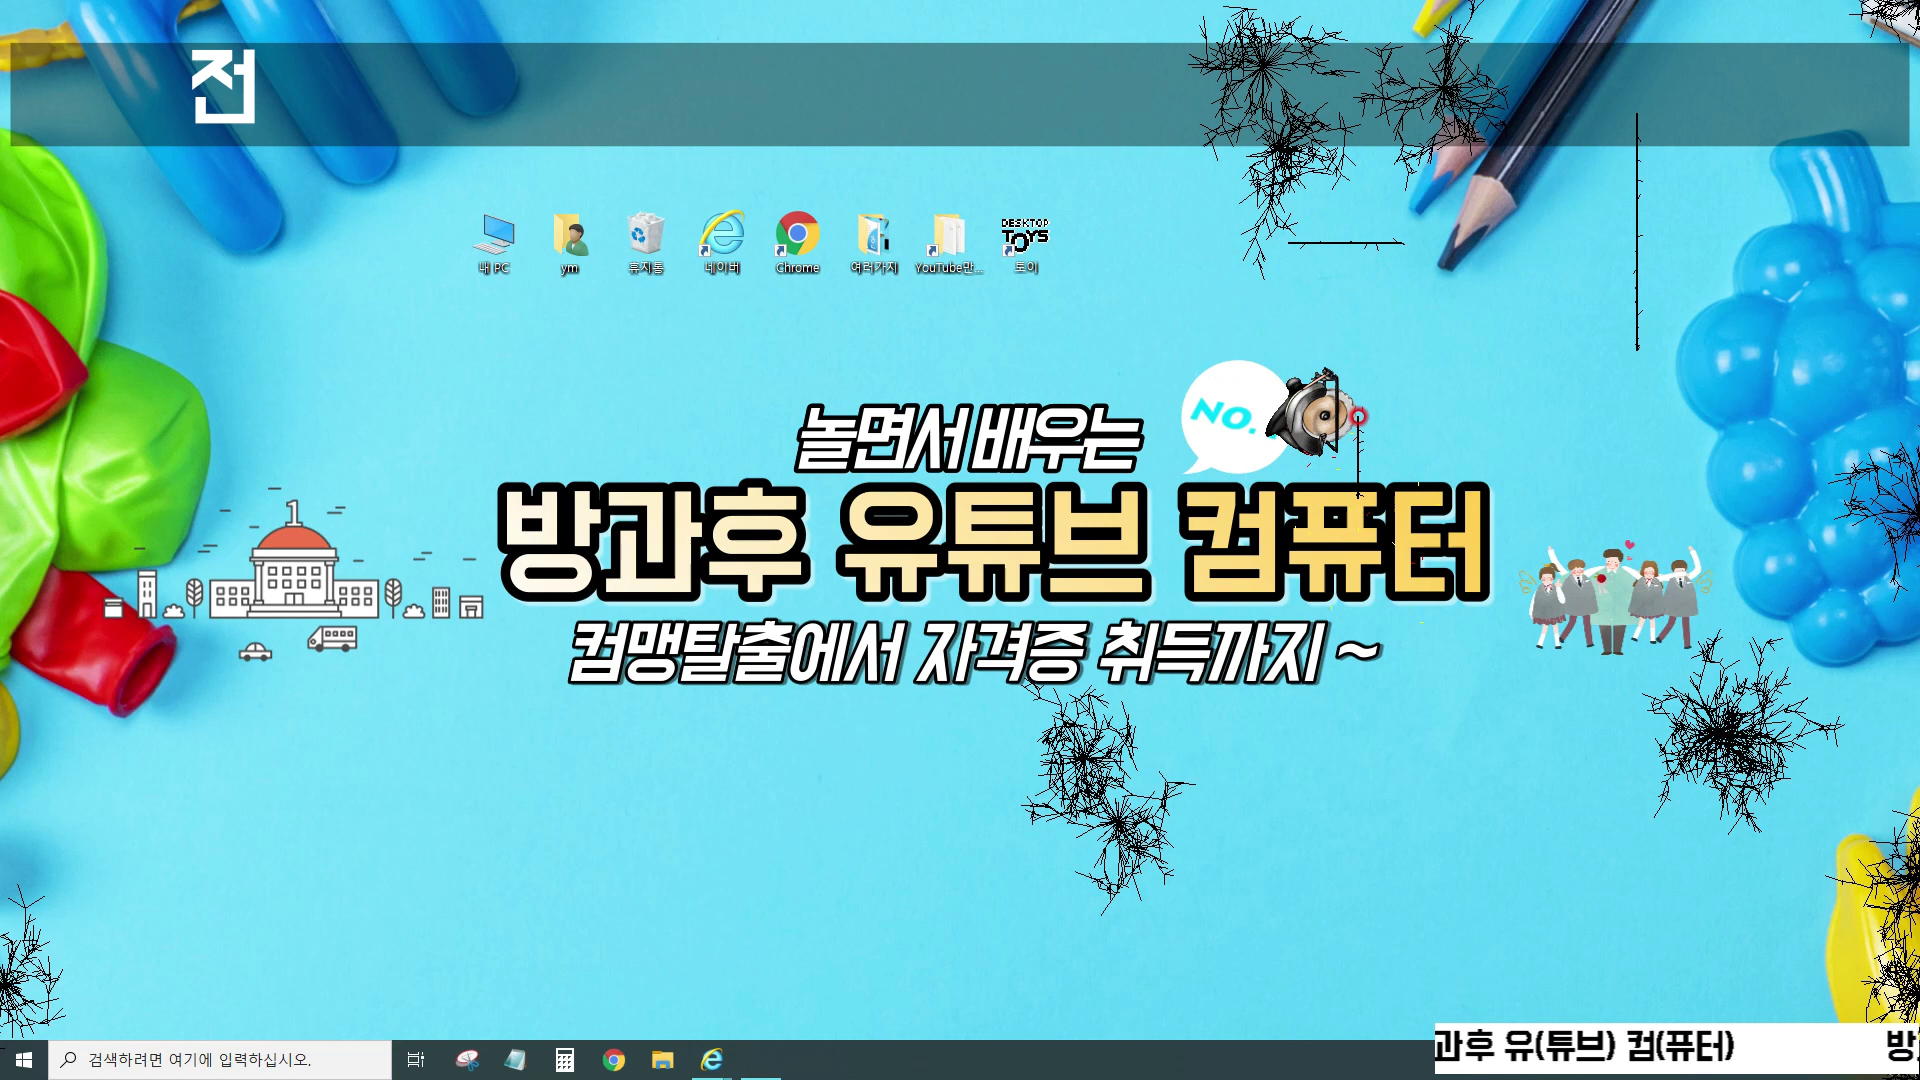 전
DESKTOP
TOYS
내 PC
ym
휴지통
네이버
Chrome
여러가지
YouTube만...
토이
NO.
놀면서 배우는
방과후 유튜브 컴퓨터
컴맹탈출에서 자격증 취득까지 ~
1
검색하려면 여기에 입력하십시오.
과후 유(튜브) 컴(퓨터)
방